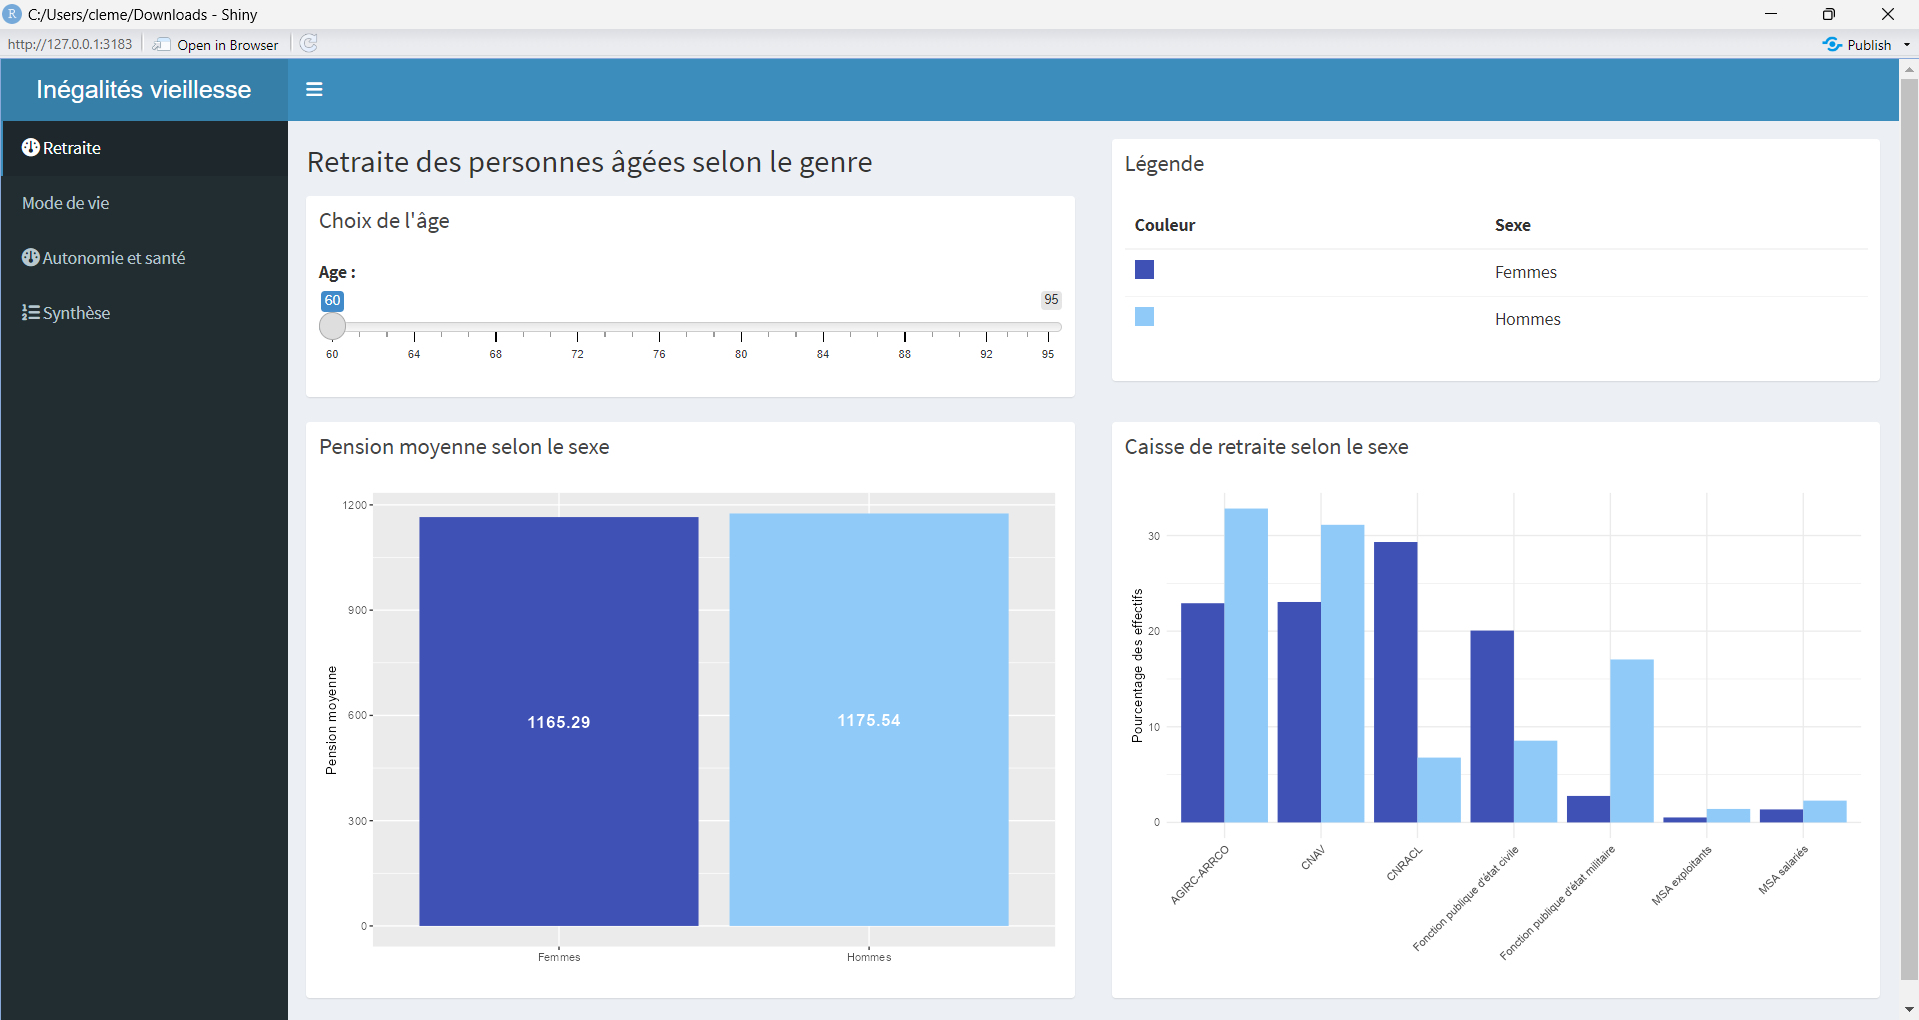 C:/Users/cleme/Downloads - Shiny
http://127.0.0.1:3183 Open in Browser Publish
Inégalités vieillesse
Retraite
Mode de vie
Autonomie et santé
Synthèse
Retraite des personnes âgées selon le genre
Choix de l'âge
Age :
60 95
60 64 68 72 76 80 84 88 92 95
Légende
Couleur Sexe
Femmes
Hommes
Pension moyenne selon le sexe
Pension moyenne
1200
900
600
300
0
1165.29 1175.54
Femmes Hommes
Caisse de retraite selon le sexe
Pourcentage des effectifs
30
20
10
0
AGIRC-ARRCO
CNAV
CNRACL
Fonction publique d'état civile
Fonction publique d'état militaire
MSA exploitants
MSA salariés